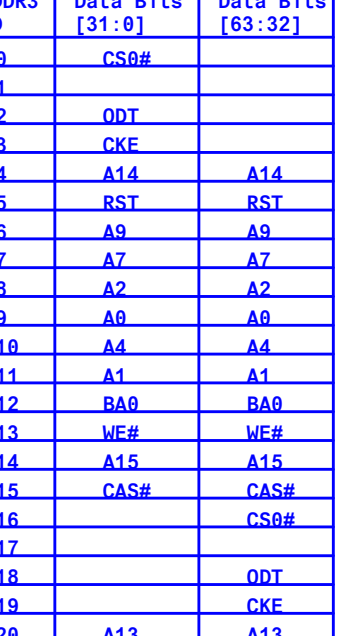 DDR3 Data Bits Data Bits
[31:0] [63:32]
0 CS0#
1
2 ODT
3 CKE
4 A14 A14
5 RST RST
6 A9 A9
7 A7 A7
8 A2 A2
9 A0 A0
10 A4 A4
11 A1 A1
12 BA0 BA0
13 WE# WE#
14 A15 A15
15 CAS# CAS#
16 CS0#
17
18 ODT
19 CKE
20 A13 A13